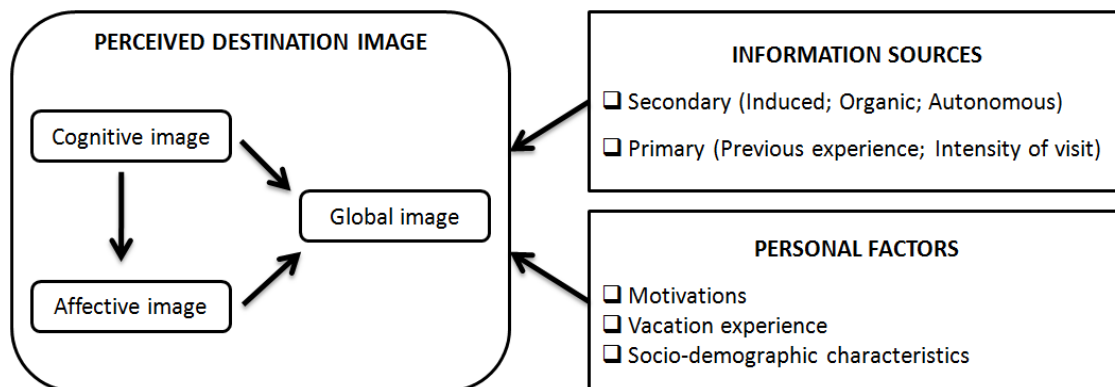 PERCEIVED DESTINATION IMAGE
Cognitive image
Global image
Affective image
INFORMATION SOURCES
❑ Secondary (Induced; Organic; Autonomous)
❑ Primary (Previous experience; Intensity of visit)
PERSONAL FACTORS
❑ Motivations
❑ Vacation experience
❑ Socio-demographic characteristics